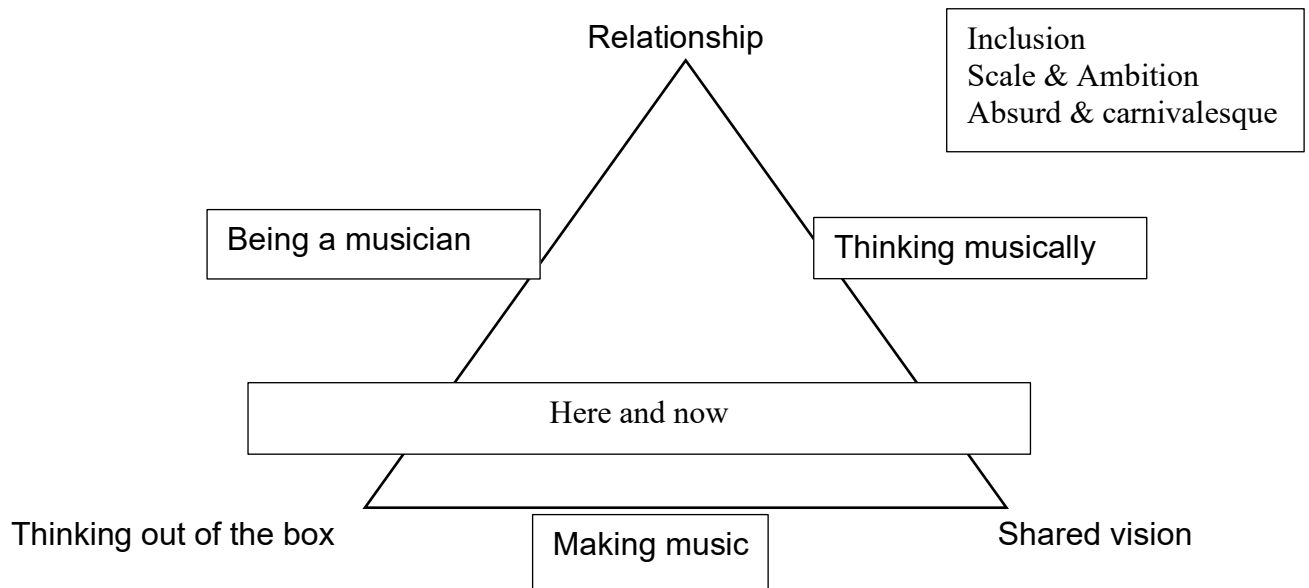 Relationship
Inclusion
Scale & Ambition
Absurd & carnivalesque
Being a musician
Thinking musically
Here and now
Thinking out of the box
Making music
Shared vision